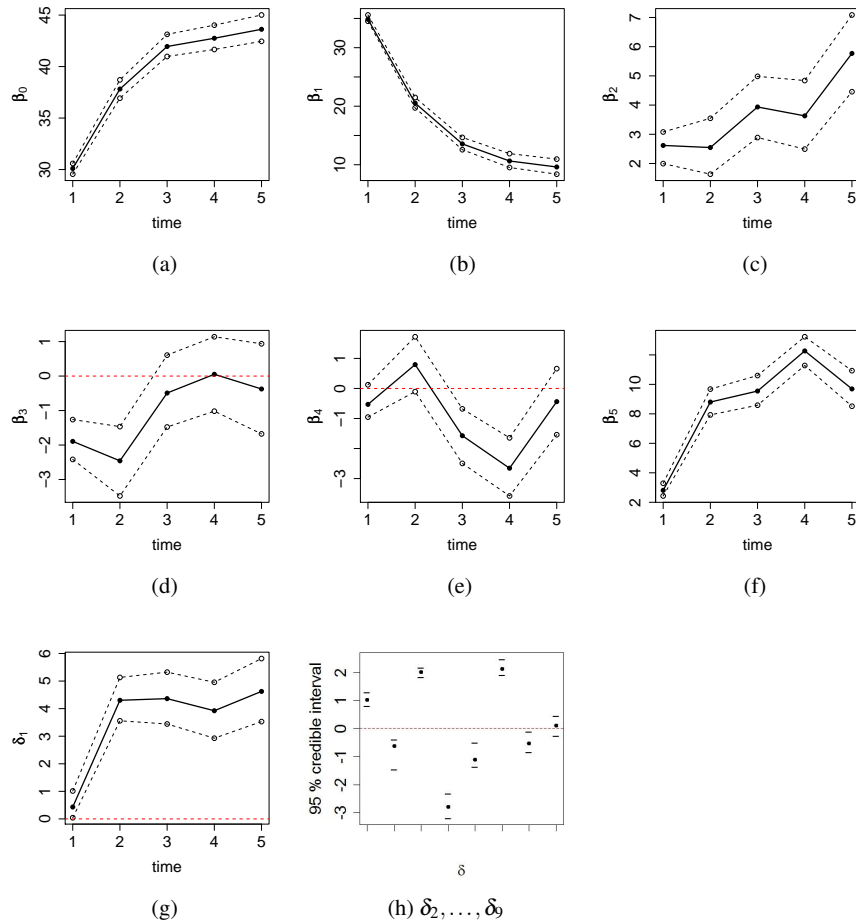 β0
30 35 40 45
1 2 3 4 5
time
(a)
β1
10 20 30
1 2 3 4 5
time
(b)
β2
2 3 4 5 6 7
1 2 3 4 5
time
(c)
β3
-3 -2 -1 0 1
1 2 3 4 5
time
(d)
β4
-3 -1 0 1
1 2 3 4 5
time
(e)
β5
2 4 6 8 10
1 2 3 4 5
time
(f)
δ1
0 1 2 3 4 5 6
1 2 3 4 5
time
(g)
95 % credible interval
-3 -2 -1 0 1 2
δ
(h) δ2,...,δ9